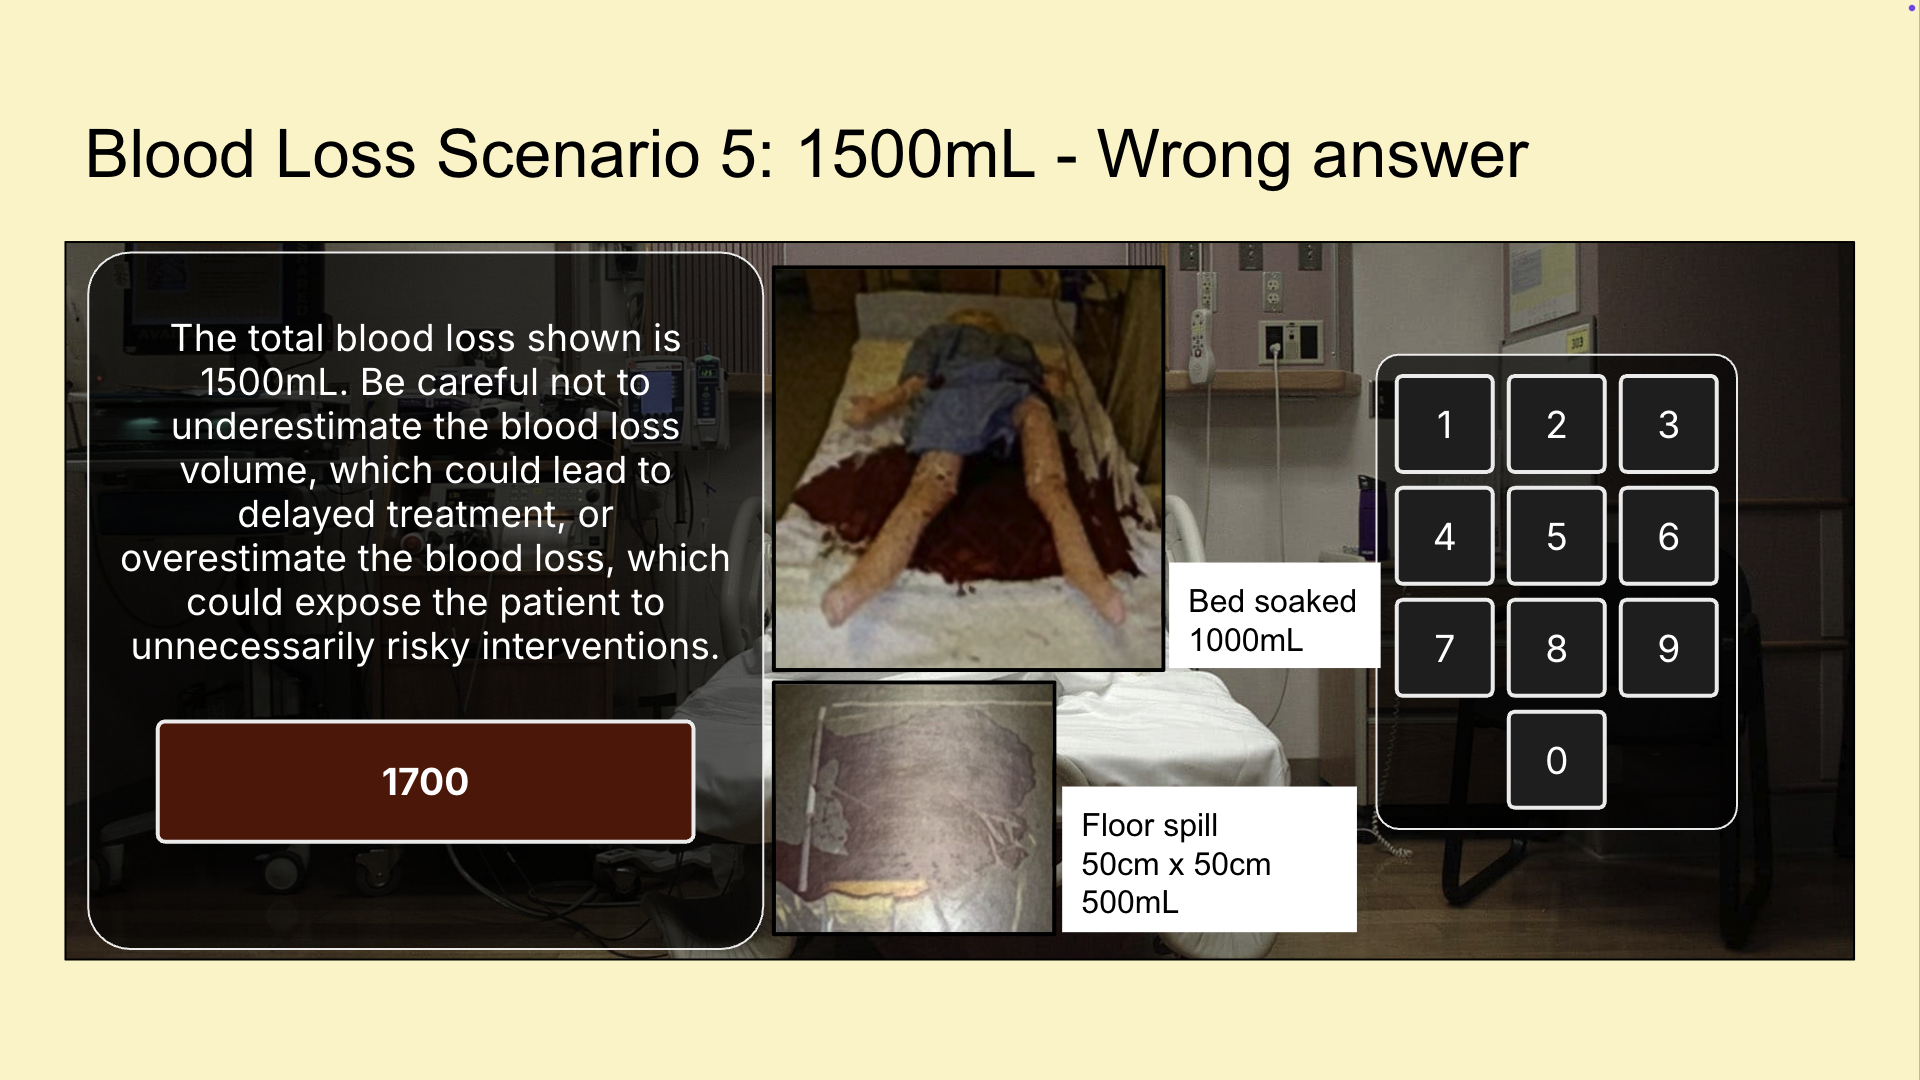 Blood Loss Scenario 5: 1500mL - Wrong answer
The total blood loss shown is
1500mL. Be careful not to
underestimate the blood loss
volume, which could lead to
delayed treatment, or
overestimate the blood loss, which
could expose the patient to
unnecessarily risky interventions.
1700
Bed soaked
1000mL
Floor spill
50cm x 50cm
500mL
303
1 2 3
4 5 6
7 8 9
0